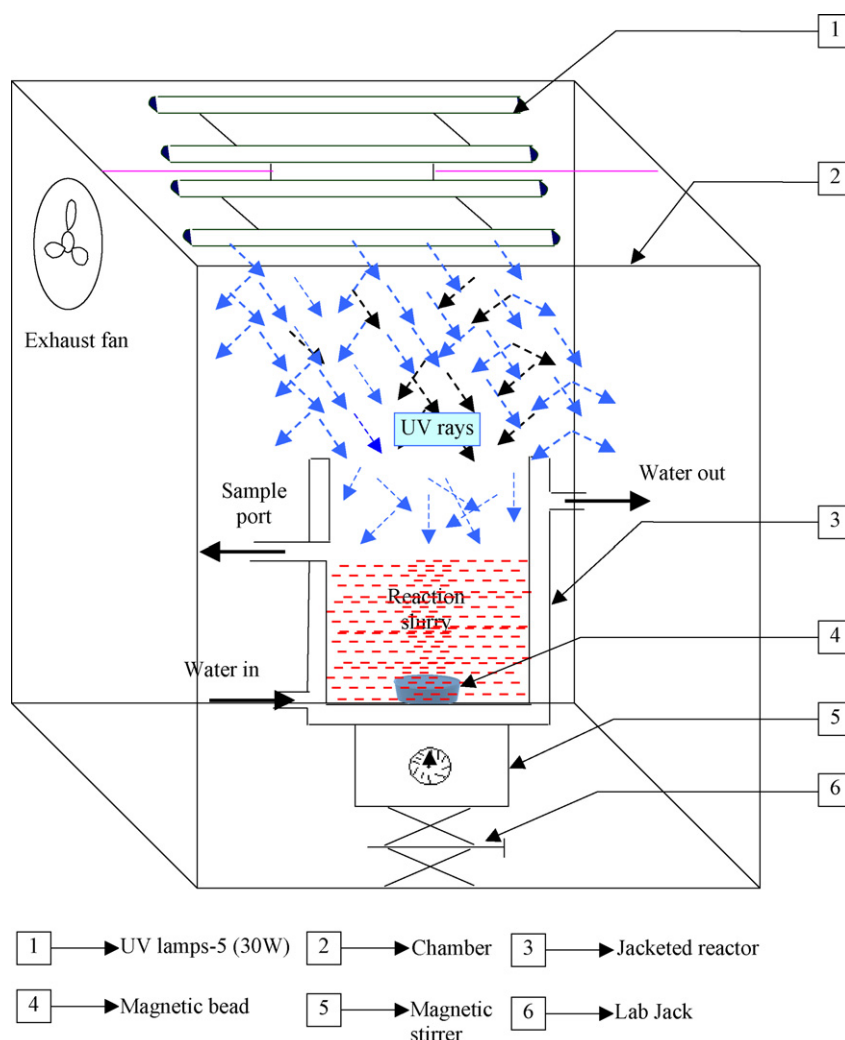 1
2
Exhaust fan
UV rays
Sample
port
Water out
3
Reaction
slurry
4
Water in
5
6
1 UV lamps-5 (30W)
2 Chamber
3 Jacketed reactor
4 Magnetic bead
5 Magnetic
stirrer
6 Lab Jack